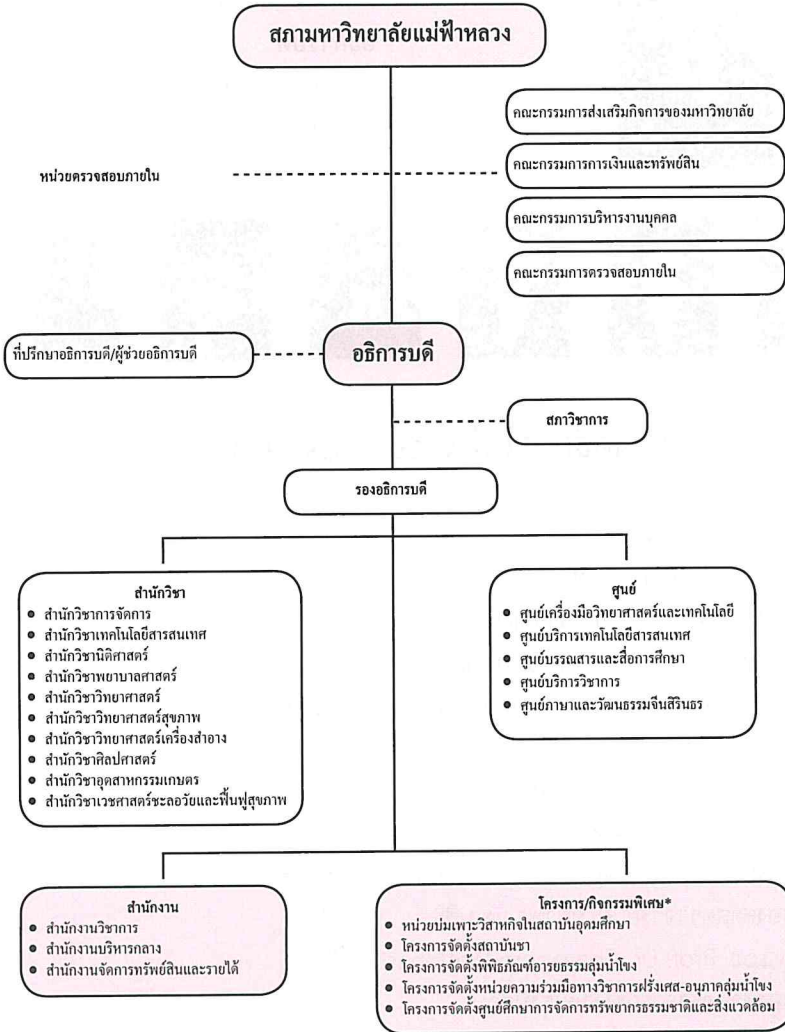 สภามหาวิทยาลัยแม่ฟ้าหลวง
คณะกรรมการส่งเสริมกิจการของมหาวิทยาลัย
หน่วยตรวจสอบภายใน
คณะกรรมการการเงินและทรัพย์สิน
คณะกรรมการบริหารงานบุคคล
คณะกรรมการตรวจสอบภายใน
ที่ปรึกษาอธิการบดี/ผู้ช่วยอธิการบดี
อธิการบดี
สภาวิชาการ
รองอธิการบดี
สำนักวิชา
• สำนักวิชาการจัดการ
• สำนักวิชาเทคโนโลยีสารสนเทศ
• สำนักวิชานิติศาสตร์
• สำนักวิชาพยาบาลศาสตร์
• สำนักวิชาวิทยาศาสตร์
• สำนักวิชาวิทยาศาสตร์สุขภาพ
• สำนักวิชาวิทยาศาสตร์เครื่องสำอาง
• สำนักวิชาศิลปศาสตร์
• สำนักวิชาอุตสาหกรรมเกษตร
• สำนักวิชาเวชศาสตร์ชะลอวัยและฟื้นฟูสุขภาพ
ศูนย์
• ศูนย์เครื่องมือวิทยาศาสตร์และเทคโนโลยี
• ศูนย์บริการเทคโนโลยีสารสนเทศ
• ศูนย์บรรณสารและสื่อการศึกษา
• ศูนย์บริการวิชาการ
• ศูนย์ภาษาและวัฒนธรรมจีนสิรินธร
สำนักงาน
• สำนักงานวิชาการ
• สำนักงานบริหารกลาง
• สำนักงานจัดการทรัพย์สินและรายได้
โครงการ/กิจกรรมพิเศษ*
• หน่วยบ่มเพาะวิสาหกิจในสถาบันอุดมศึกษา
• โครงการจัดตั้งสถาบันชา
• โครงการจัดตั้งพิพิธภัณฑ์อารยธรรมลุ่มน้ำโขง
• โครงการจัดตั้งหน่วยความร่วมมือทางวิชาการฝรั่งเศส-อนุภาคลุ่มน้ำโขง
• โครงการจัดตั้งศูนย์ศึกษาการจัดการทรัพยากรธรรมชาติและสิ่งแวดล้อม